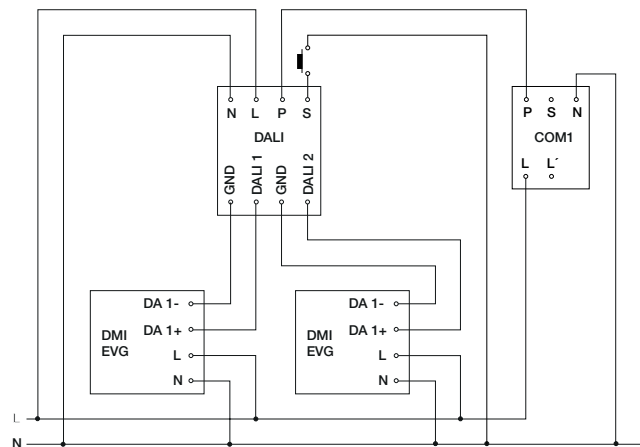 N L P S
DALI
GND DALI 1 GND DALI 2
P S N
COM1
L L´
DA 1-
DA 1+
DMI
EVG
L
N
DA 1-
DA 1+
DMI
EVG
L
N
L
N